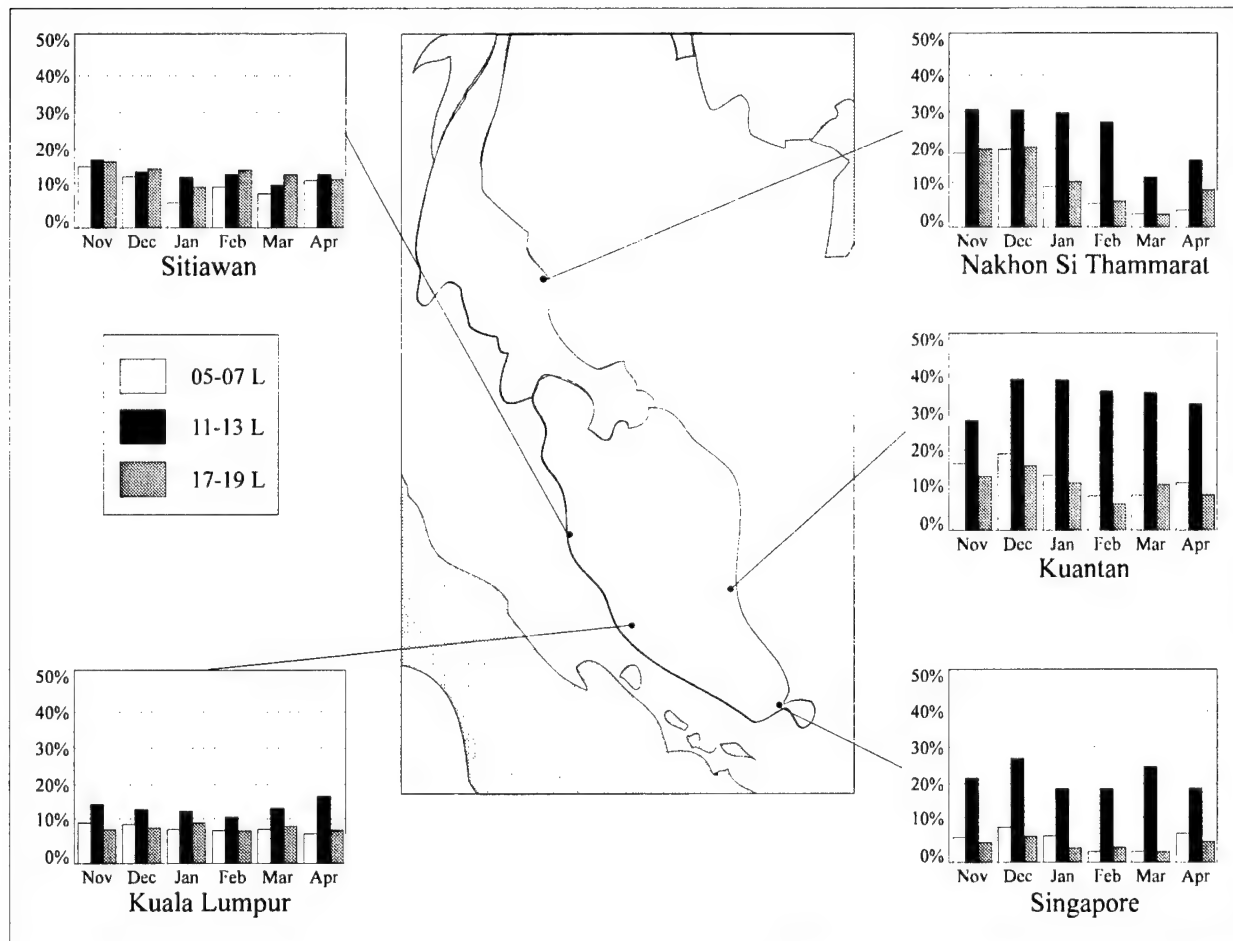 50%
40%
30%
20%
10%
0%
Nov Dec Jan Feb Mar Apr
Sitiawan
05-07 L
11-13 L
17-19 L
50%
40%
30%
20%
10%
0%
Nov Dec Jan Feb Mar Apr
Kuala Lumpur
50%
40%
30%
20%
10%
0%
Nov Dec Jan Feb Mar Apr
Nakhon Si Thammarat
50%
40%
30%
20%
10%
0%
Nov Dec Jan Feb Mar Apr
Kuantan
50%
40%
30%
20%
10%
0%
Nov Dec Jan Feb Mar Apr
Singapore